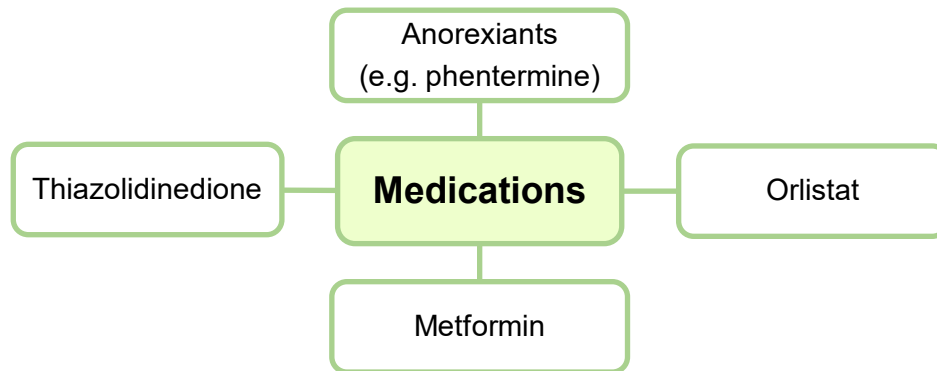 Anorexiants
(e.g. phentermine)
Thiazolidinedione
Medications
Orlistat
Metformin